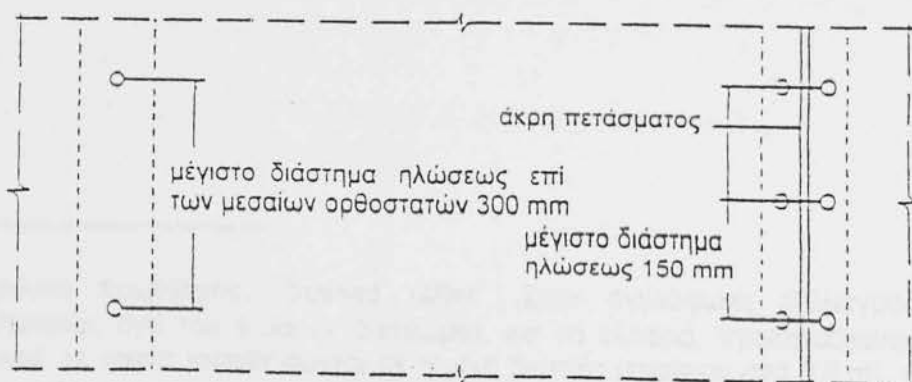 άκρη πετάσματος
μέγιστο διάστημα ηλώσεως επί
των μεσαίων ορθοστατών 300 mm
μέγιστο διάστημα
ηλώσεως 150 mm